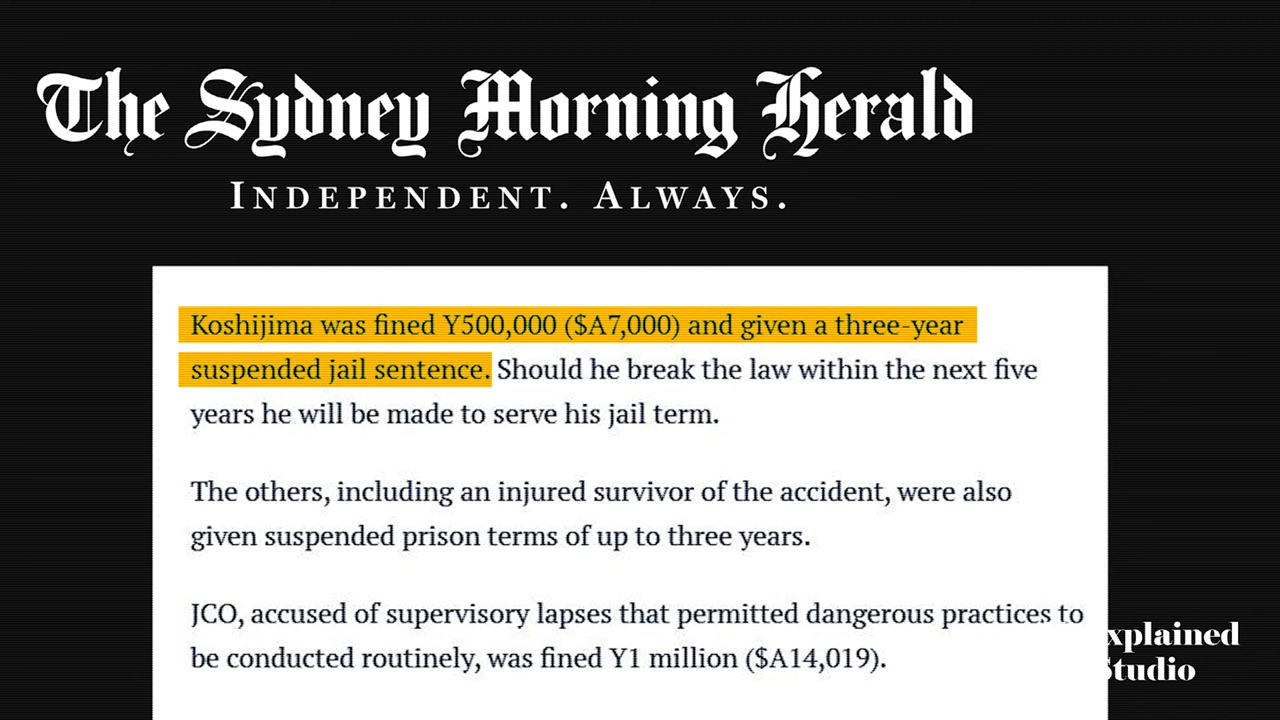 The Sydney Morning Herald
INDEPENDENT. ALWAYS.
Koshijima was fined Y500,000 ($A7,000) and given a three-year
suspended jail sentence. Should he break the law within the next five
years he will be made to serve his jail term.
The others, including an injured survivor of the accident, were also
given suspended prison terms of up to three years.
JCO, accused of supervisory lapses that permitted dangerous practices to
be conducted routinely, was fined Y1 million ($A14,019).
xplained
Studio